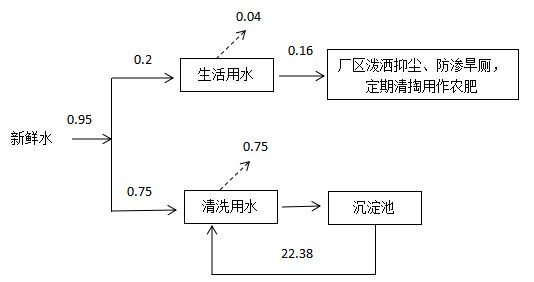 0.04
0.2
0.16
生活用水
厂区泼洒抑尘、防渗旱厕,
定期清掏用作农肥
0.95
新鲜水
0.75
0.75
清洗用水
沉淀池
22.38